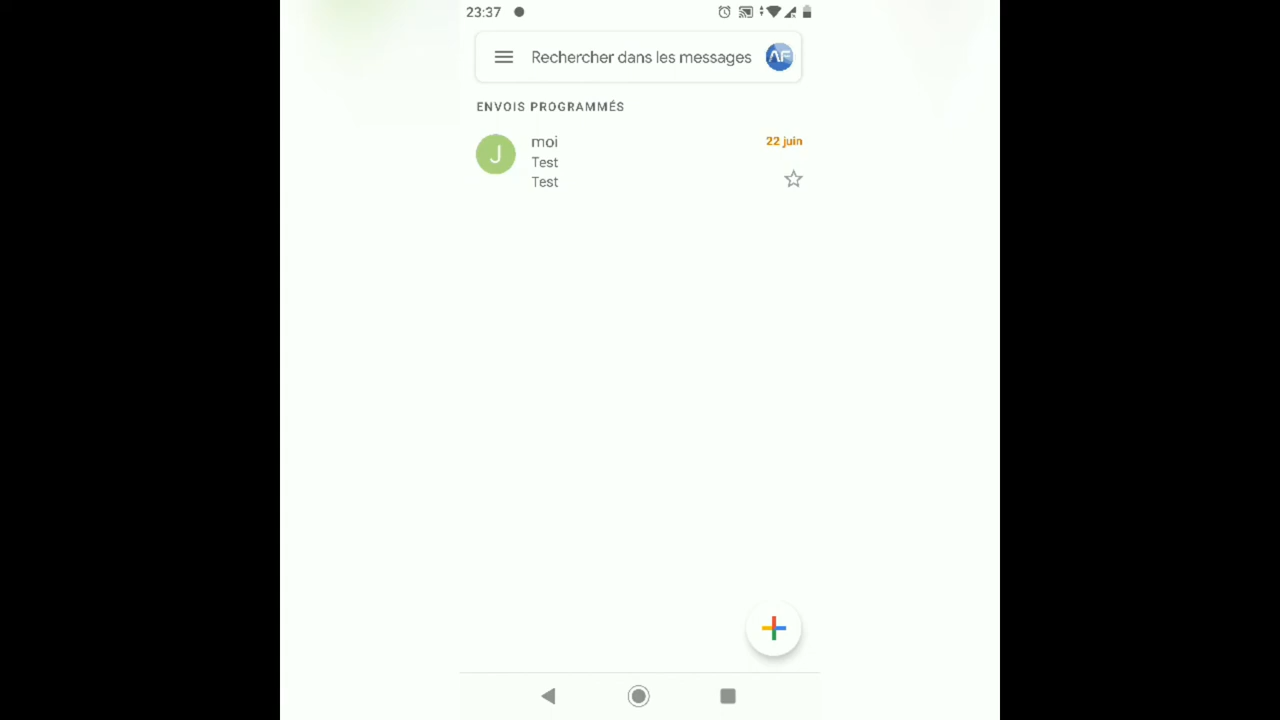 23:37
Rechercher dans les messages
AF
ENVOIS PROGRAMMÉS
J
moi
22 juin
Test
Test